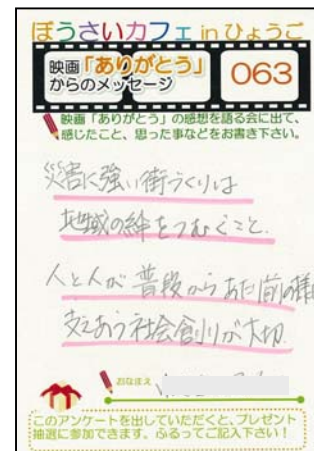 ぼうさいカフェ in ひょうご
映画「ありがとう」
からのメッセージ
063
映画「ありがとう」の感想を語る会に出て、
感じたこと、思った事などをお書き下さい。
災害に強い街づくりは
地域の絆をつむぐこと.
人と人が普段からあた
支えあう社会創りが大切.
おなまえ
このアンケートを出していただくと、プレゼント
抽選に参加できます。ふるってご記入下さい!